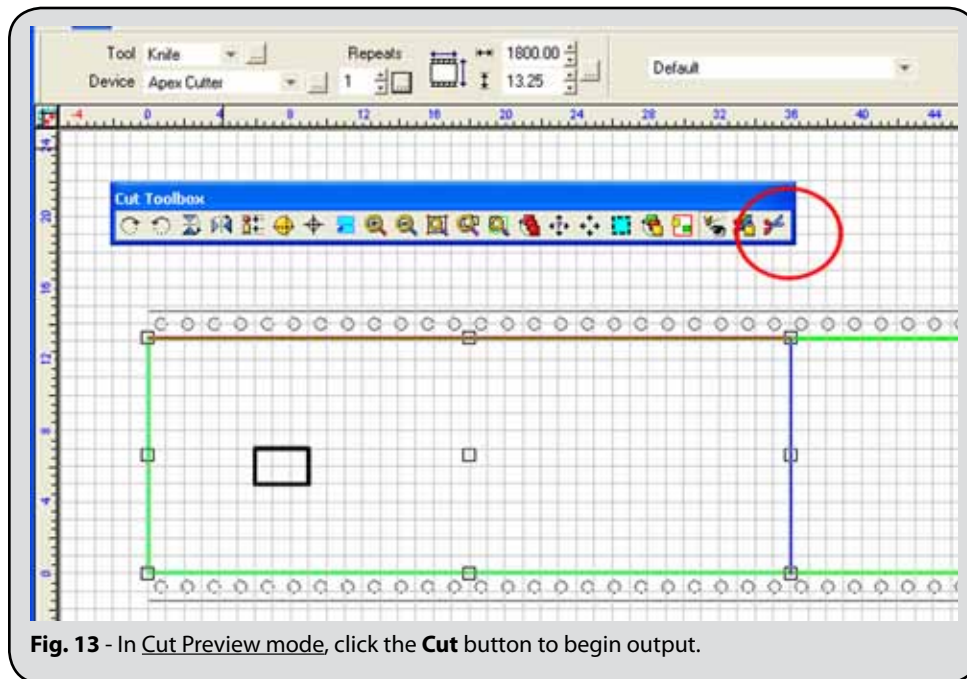 Tool Knife Repeats 1800.00 Default
Device Apex Cutter 1 13.25
-4 0 4 8 12 16 20 24 28 32 36 40 44
24
Cut Toolbox
20
16
12
8
4
0
Fig. 13 - In Cut Preview mode, click the Cut button to begin output.